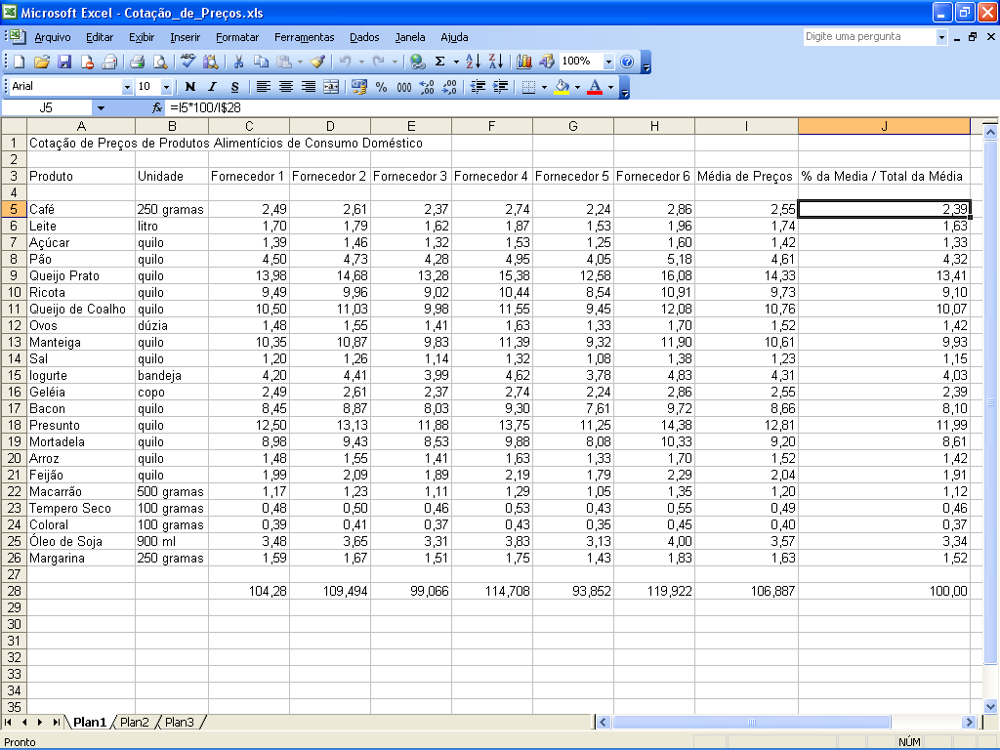 Microsoft Excel - Cotação_de_Preços.xls
Arquivo Editar Exibir Inserir Formatar Ferramentas Dados Janela Ajuda Digite uma pergunta
Σ 100%
Arial 10 N I S % 000
J5 fx =I5*100/I$28
A B C D E F G H I J
1 Cotação de Preços de Produtos Alimentícios de Consumo Doméstico
2
3 Produto Unidade Fornecedor 1 Fornecedor 2 Fornecedor 3 Fornecedor 4 Fornecedor 5 Fornecedor 6 Média de Preços % da Media / Total da Média
4
5 Café 250 gramas 2,49 2,61 2,37 2,74 2,24 2,86 2,55 2,39
6 Leite litro 1,70 1,79 1,62 1,87 1,53 1,96 1,74 1,63
7 Açúcar quilo 1,39 1,46 1,32 1,53 1,25 1,60 1,42 1,33
8 Pão quilo 4,50 4,73 4,28 4,95 4,05 5,18 4,61 4,32
9 Queijo Prato quilo 13,98 14,68 13,28 15,38 12,58 16,08 14,33 13,41
10 Ricota quilo 9,49 9,96 9,02 10,44 8,54 10,91 9,73 9,10
11 Queijo de Coalho quilo 10,50 11,03 9,98 11,55 9,45 12,08 10,76 10,07
12 Ovos dúzia 1,48 1,55 1,41 1,63 1,33 1,70 1,52 1,42
13 Manteiga quilo 10,35 10,87 9,83 11,39 9,32 11,90 10,61 9,93
14 Sal quilo 1,20 1,26 1,14 1,32 1,08 1,38 1,23 1,15
15 Iogurte bandeja 4,20 4,41 3,99 4,62 3,78 4,83 4,31 4,03
16 Geléia copo 2,49 2,61 2,37 2,74 2,24 2,86 2,55 2,39
17 Bacon quilo 8,45 8,87 8,03 9,30 7,61 9,72 8,66 8,10
18 Presunto quilo 12,50 13,13 11,88 13,75 11,25 14,38 12,81 11,99
19 Mortadela quilo 8,98 9,43 8,53 9,88 8,08 10,33 9,20 8,61
20 Arroz quilo 1,48 1,55 1,41 1,63 1,33 1,70 1,52 1,42
21 Feijão quilo 1,99 2,09 1,89 2,19 1,79 2,29 2,04 1,91
22 Macarrão 500 gramas 1,17 1,23 1,11 1,29 1,05 1,35 1,20 1,12
23 Tempero Seco 100 gramas 0,48 0,50 0,46 0,53 0,43 0,55 0,49 0,46
24 Coloral 100 gramas 0,39 0,41 0,37 0,43 0,35 0,45 0,40 0,37
25 Óleo de Soja 900 ml 3,48 3,65 3,31 3,83 3,13 4,00 3,57 3,34
26 Margarina 250 gramas 1,59 1,67 1,51 1,75 1,43 1,83 1,63 1,52
27
28 104,28 109,494 99,066 114,708 93,852 119,922 106,887 100,00
29
30
31
32
33
34
35
Plan1 Plan2 Plan3
Pronto NÚM